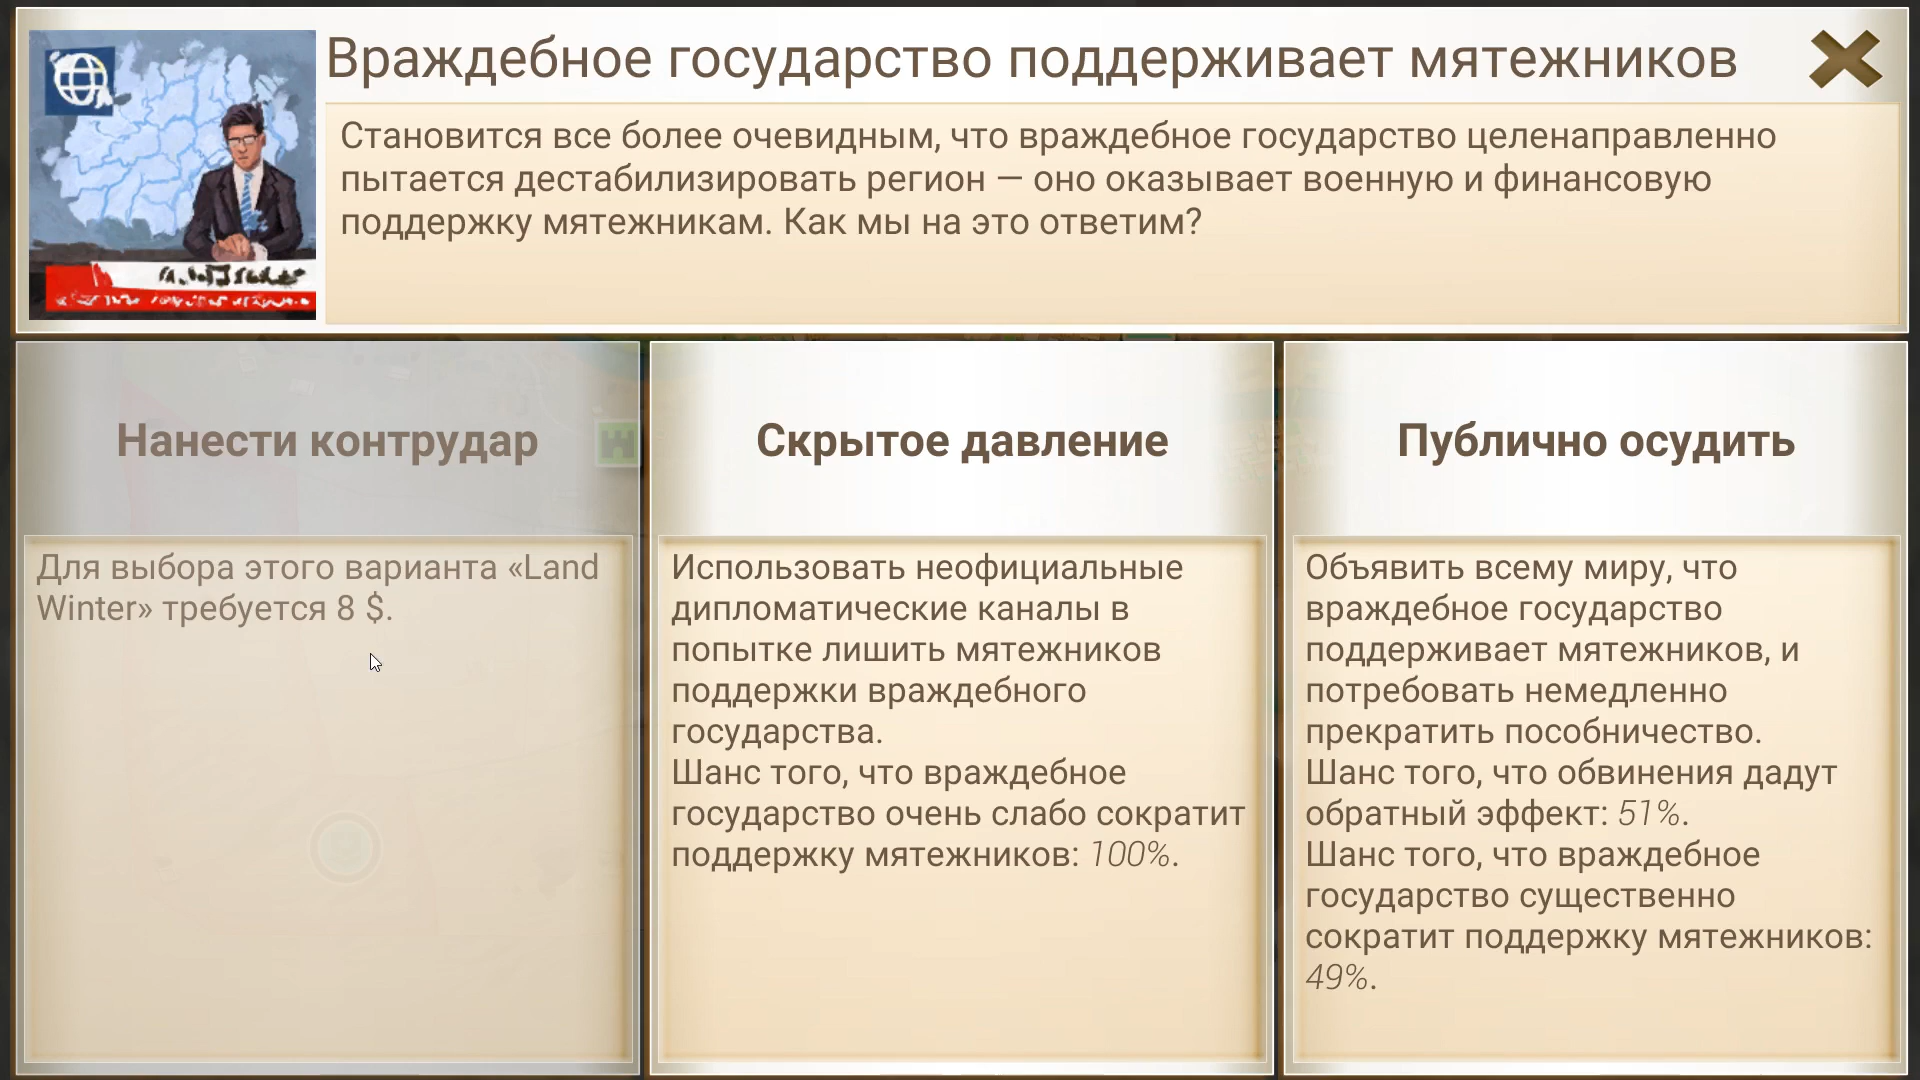 Враждебное государство поддерживает мятежников
Становится все более очевидным, что враждебное государство целенаправленно
пытается дестабилизировать регион — оно оказывает военную и финансовую
поддержку мятежникам. Как мы на это ответим?
Нанести контрудар
Для выбора этого варианта «Land
Winter» требуется 8 $.
Скрытое давление
Использовать неофициальные
дипломатические каналы в
попытке лишить мятежников
поддержки враждебного
государства.
Шанс того, что враждебное
государство очень слабо сократит
поддержку мятежников: 100%.
Публично осудить
Объявить всему миру, что
враждебное государство
поддерживает мятежников, и
потребовать немедленно
прекратить пособничество.
Шанс того, что обвинения дадут
обратный эффект: 51%.
Шанс того, что враждебное
государство существенно
сократит поддержку мятежников:
49%.